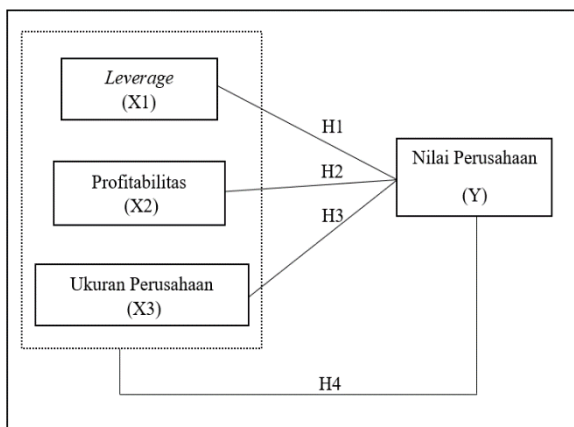 Leverage
(X1)
H1
Nilai Perusahaan
(Y)
Profitabilitas
(X2)
H2
H3
Ukuran Perusahaan
(X3)
H4